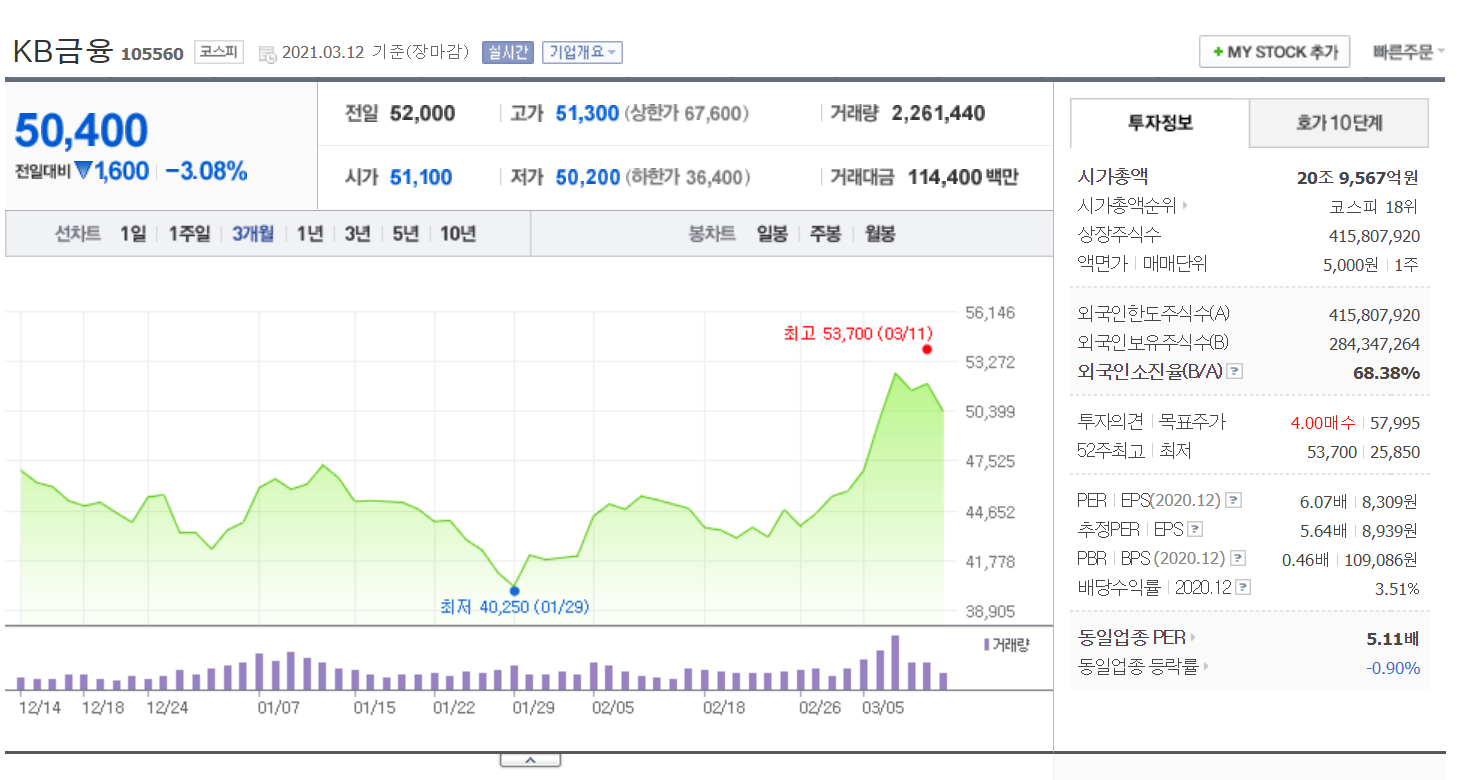 KB금융 105560 코스피 2021.03.12 기준(장마감) 실시간 기업개요
+ MY STOCK 추가 빠른주문
50,400
전일대비 ▼1,600 -3.08%
전일 52,000 고가 51,300 (상한가 67,600) 거래량 2,261,440
시가 51,100 저가 50,200 (하한가 36,400) 거래대금 114,400 백만
선차트 1일 1주일 3개월 1년 3년 5년 10년 봉차트 일봉 주봉 월봉
56,146
최고 53,700 (03/11)
53,272
50,399
47,525
44,652
41,778
최저 40,250 (01/29)
38,905
거래량
12/14 12/18 12/24 01/07 01/15 01/22 01/29 02/05 02/18 02/26 03/05
투자정보 호가 10단계
시가총액 20조 9,567억원
시가총액순위 코스피 18위
상장주식수 415,807,920
액면가 매매단위 5,000원 1주
외국인한도주식수(A) 415,807,920
외국인보유주식수(B) 284,347,264
외국인소진율(B/A) ? 68.38%
투자의견 목표주가 4.00매수 57,995
52주최고 최저 53,700 25,850
PER EPS(2020.12) ? 6.07배 8,309원
추정PER EPS ? 5.64배 8,939원
PBR BPS (2020.12) ? 0.46배 109,086원
배당수익률 2020.12 ? 3.51%
동일업종 PER 5.11배
동일업종 등락률 -0.90%